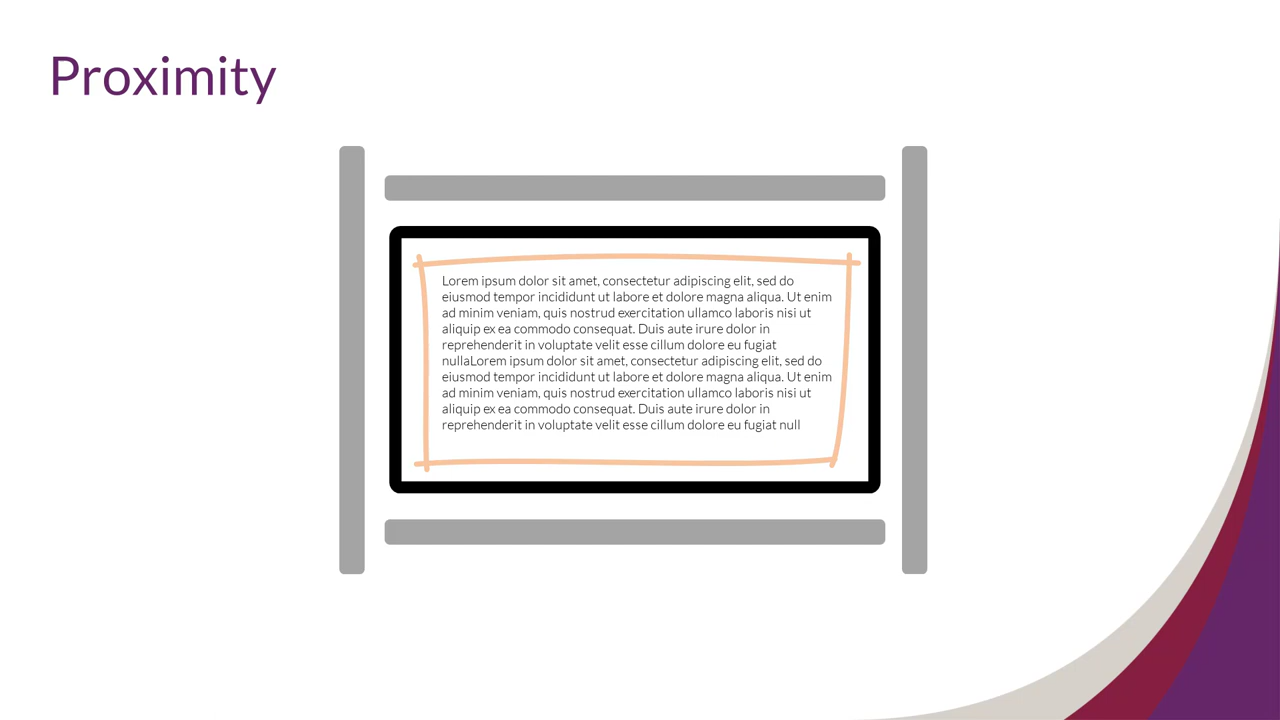 Proximity
Lorem ipsum dolor sit amet, consectetur adipiscing elit, sed do
eiusmod tempor incididunt ut labore et dolore magna aliqua. Ut enim
ad minim veniam, quis nostrud exercitation ullamco laboris nisi ut
aliquip ex ea commodo consequat. Duis aute irure dolor in
reprehenderit in voluptate velit esse cillum dolore eu fugiat
nullaLorem ipsum dolor sit amet, consectetur adipiscing elit, sed do
eiusmod tempor incididunt ut labore et dolore magna aliqua. Ut enim
ad minim veniam, quis nostrud exercitation ullamco laboris nisi ut
aliquip ex ea commodo consequat. Duis aute irure dolor in
reprehenderit in voluptate velit esse cillum dolore eu fugiat null